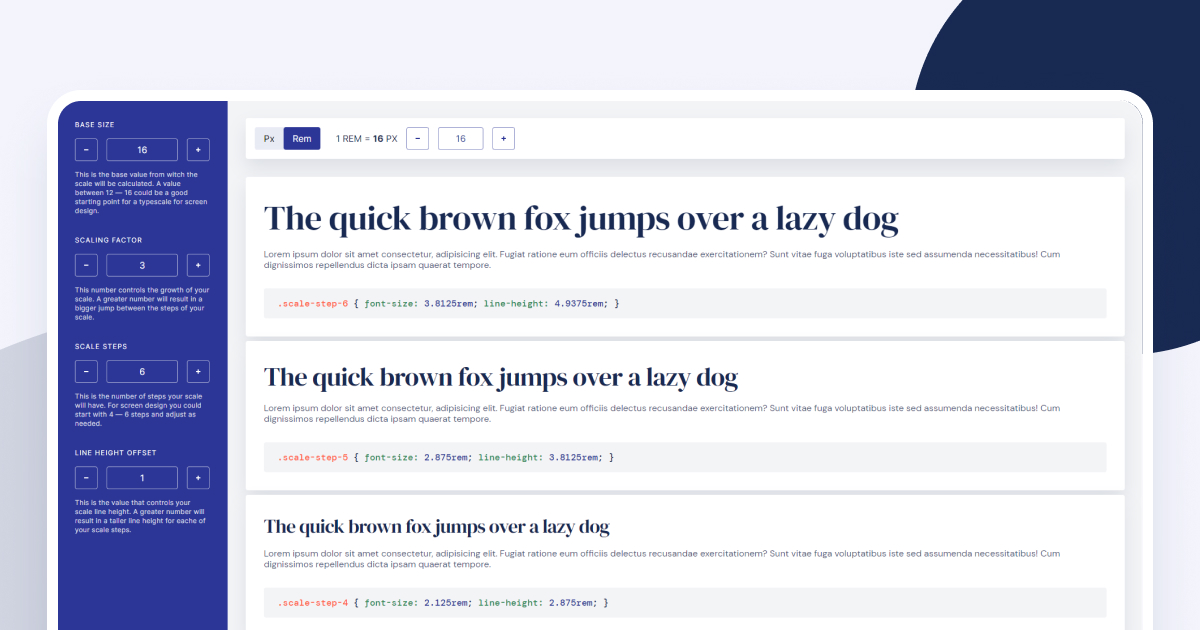 BASE SIZE
−
16
+
This is the base value from witch the
scale will be calculated. A value
between 12 — 16 could be a good
starting point for a typescale for screen
design.
SCALING FACTOR
−
3
+
This number controls the growth of your
scale. A greater number will result in a
bigger jump between the steps of your
scale.
SCALE STEPS
−
6
+
This is the number of steps your scale
will have. For screen design you could
start with 4 — 6 steps and adjust as
needed.
LINE HEIGHT OFFSET
−
1
+
This is the value that controls your
scale line height. A greater number will
result in a taller line height for eache of
your scale steps.
Px Rem 1 REM = 16 PX − 16 +
The quick brown fox jumps over a lazy dog
Lorem ipsum dolor sit amet consectetur, adipisicing elit. Fugiat ratione eum officiis delectus recusandae exercitationem? Sunt vitae fuga voluptatibus iste sed assumenda necessitatibus! Cum
dignissimos repellendus dicta ipsam quaerat tempore.
.scale-step-6 { font-size: 3.8125rem; line-height: 4.9375rem; }
The quick brown fox jumps over a lazy dog
Lorem ipsum dolor sit amet consectetur, adipisicing elit. Fugiat ratione eum officiis delectus recusandae exercitationem? Sunt vitae fuga voluptatibus iste sed assumenda necessitatibus! Cum
dignissimos repellendus dicta ipsam quaerat tempore.
.scale-step-5 { font-size: 2.875rem; line-height: 3.8125rem; }
The quick brown fox jumps over a lazy dog
Lorem ipsum dolor sit amet consectetur, adipisicing elit. Fugiat ratione eum officiis delectus recusandae exercitationem? Sunt vitae fuga voluptatibus iste sed assumenda necessitatibus! Cum
dignissimos repellendus dicta ipsam quaerat tempore.
.scale-step-4 { font-size: 2.125rem; line-height: 2.875rem; }